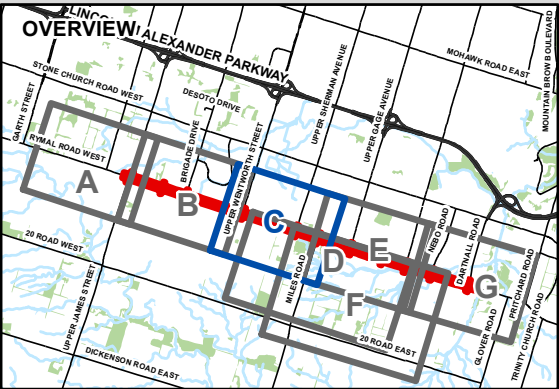 OVERVIEW
LINCOLN ALEXANDER PARKWAY
MOUNTAIN BROW BOULEVARD
MOHAWK ROAD EAST
UPPER SHERMAN AVENUE
UPPER GAGE AVENUE
STONE CHURCH ROAD WEST
DESOTO DRIVE
GARTH STREET
RYMAL ROAD WEST
BRIGADE DRIVE
UPPER WENTWORTH STREET
A
B
C
D
E
F
G
NEBO ROAD
DARTNALL ROAD
PRITCHARD ROAD
MILES ROAD
20 ROAD WEST
UPPER JAMES STREET
20 ROAD EAST
GLOVER ROAD
TRINITY CHURCH ROAD
DICKENSON ROAD EAST